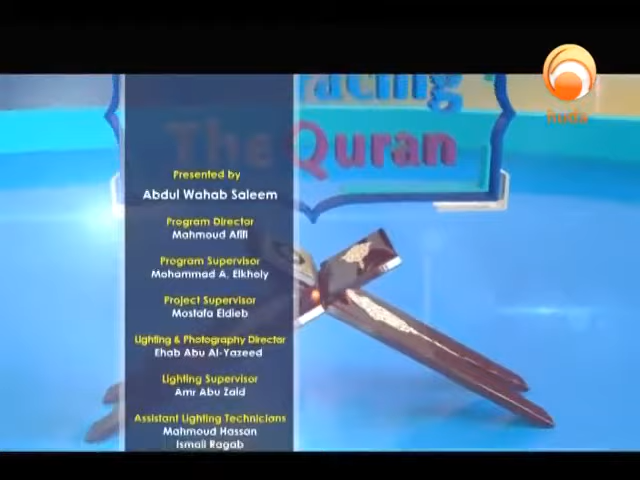 huda
racing
The Quran
Presented by
Abdul Wahab Saleem
Program Director
Mahmoud Afifi
Program Supervisor
Mohammad A. Elkholy
Project Supervisor
Mostafa Eldieb
Lighting & Photography Director
Ehab Abu Al-Yazeed
Lighting Supervisor
Amr Abu Zaid
Assistant Lighting Technicians
Mahmoud Hassan
Ismail Ragab